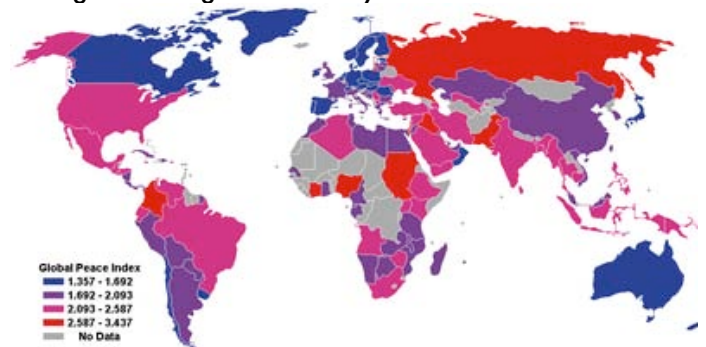 Global Peace Index
1.357 - 1.692
1.692 - 2.093
2.093 - 2.587
2.587 - 3.437
No Data